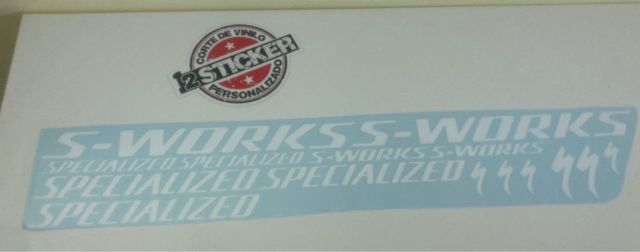 CORTE DE VINILO
12STICKER
PERSONALIZADO
S-WORKS S-WORKS
SPECIALIZED SPECIALIZED S-WORKS S-WORKS
SPECIALIZED SPECIALIZED
SPECIALIZED